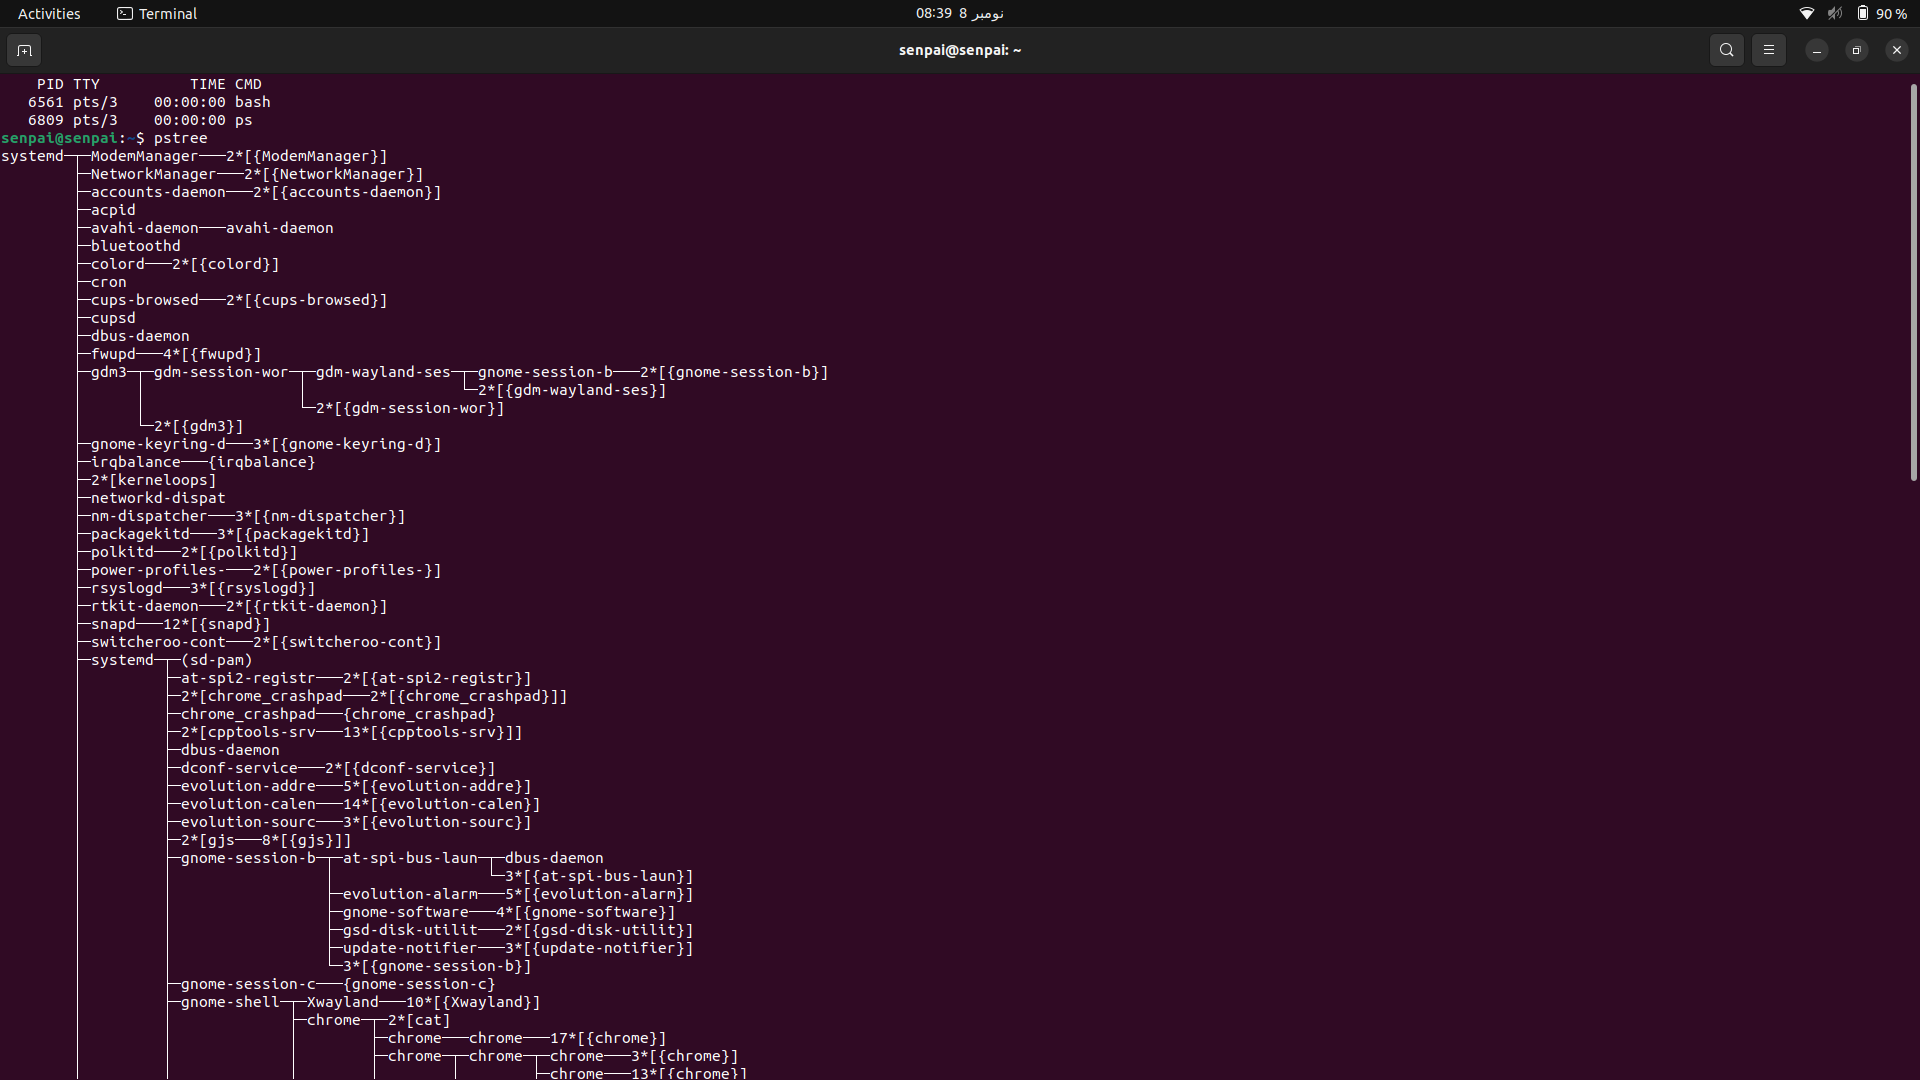 Activities Terminal 08:39 8 نومبر 90 %
senpai@senpai: ~
    PID TTY          TIME CMD
   6561 pts/3    00:00:00 bash
   6809 pts/3    00:00:00 ps
senpai@senpai:~$ pstree
systemd─┬─ModemManager───2*[{ModemManager}]
        ├─NetworkManager───2*[{NetworkManager}]
        ├─accounts-daemon───2*[{accounts-daemon}]
        ├─acpid
        ├─avahi-daemon───avahi-daemon
        ├─bluetoothd
        ├─colord───2*[{colord}]
        ├─cron
        ├─cups-browsed───2*[{cups-browsed}]
        ├─cupsd
        ├─dbus-daemon
        ├─fwupd───4*[{fwupd}]
        ├─gdm3─┬─gdm-session-wor─┬─gdm-wayland-ses─┬─gnome-session-b───2*[{gnome-session-b}]
        │      │                 │                 └─2*[{gdm-wayland-ses}]
        │      │                 └─2*[{gdm-session-wor}]
        │      └─2*[{gdm3}]
        ├─gnome-keyring-d───3*[{gnome-keyring-d}]
        ├─irqbalance───{irqbalance}
        ├─2*[kerneloops]
        ├─networkd-dispat
        ├─nm-dispatcher───3*[{nm-dispatcher}]
        ├─packagekitd───3*[{packagekitd}]
        ├─polkitd───2*[{polkitd}]
        ├─power-profiles-───2*[{power-profiles-}]
        ├─rsyslogd───3*[{rsyslogd}]
        ├─rtkit-daemon───2*[{rtkit-daemon}]
        ├─snapd───12*[{snapd}]
        ├─switcheroo-cont───2*[{switcheroo-cont}]
        ├─systemd─┬─(sd-pam)
        │         ├─at-spi2-registr───2*[{at-spi2-registr}]
        │         ├─2*[chrome_crashpad───2*[{chrome_crashpad}]]
        │         ├─chrome_crashpad───{chrome_crashpad}
        │         ├─2*[cpptools-srv───13*[{cpptools-srv}]]
        │         ├─dbus-daemon
        │         ├─dconf-service───2*[{dconf-service}]
        │         ├─evolution-addre───5*[{evolution-addre}]
        │         ├─evolution-calen───14*[{evolution-calen}]
        │         ├─evolution-sourc───3*[{evolution-sourc}]
        │         ├─2*[gjs───8*[{gjs}]]
        │         ├─gnome-session-b─┬─at-spi-bus-laun─┬─dbus-daemon
        │         │                 │                 └─3*[{at-spi-bus-laun}]
        │         │                 ├─evolution-alarm───5*[{evolution-alarm}]
        │         │                 ├─gnome-software───4*[{gnome-software}]
        │         │                 ├─gsd-disk-utilit───2*[{gsd-disk-utilit}]
        │         │                 ├─update-notifier───3*[{update-notifier}]
        │         │                 └─3*[{gnome-session-b}]
        │         ├─gnome-session-c───{gnome-session-c}
        │         ├─gnome-shell─┬─Xwayland───10*[{Xwayland}]
        │         │             ├─chrome─┬─2*[cat]
        │         │             │        ├─chrome───chrome───17*[{chrome}]
        │         │             │        ├─chrome─┬─chrome─┬─chrome───3*[{chrome}]
        │         │             │        │        │        ├─chrome───13*[{chrome}]